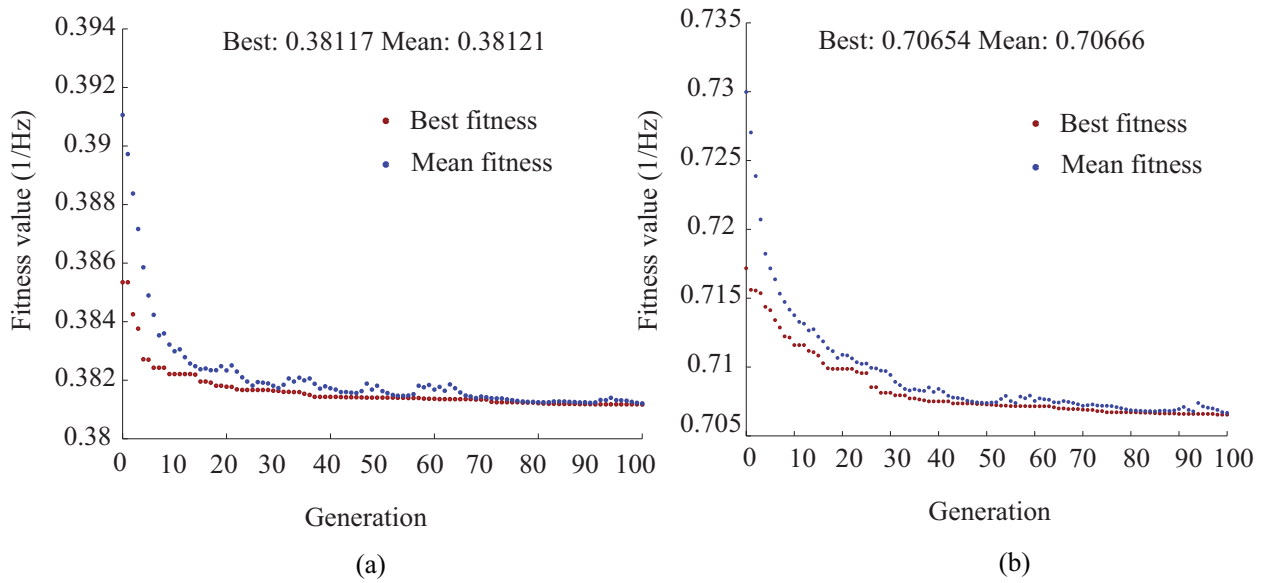 Best: 0.38117 Mean: 0.38121
Best fitness
Mean fitness
Fitness value (1/Hz)
0.394
0.392
0.39
0.388
0.386
0.384
0.382
0.38
0 10 20 30 40 50 60 70 80 90 100
Generation
(a)
Best: 0.70654 Mean: 0.70666
Best fitness
Mean fitness
Fitness value (1/Hz)
0.735
0.73
0.725
0.72
0.715
0.71
0.705
0 10 20 30 40 50 60 70 80 90 100
Generation
(b)